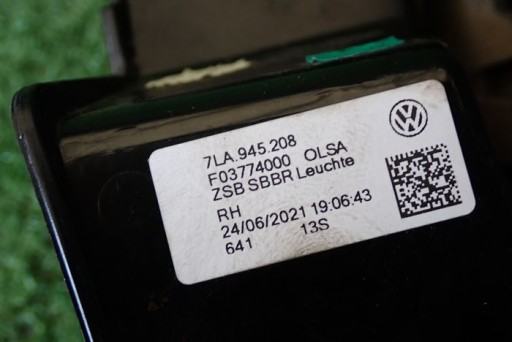 7LA.945.208
F03774000 OLSA
ZSB SBBR Leuchte
RH
24/06/2021 19:06:43
641 13S